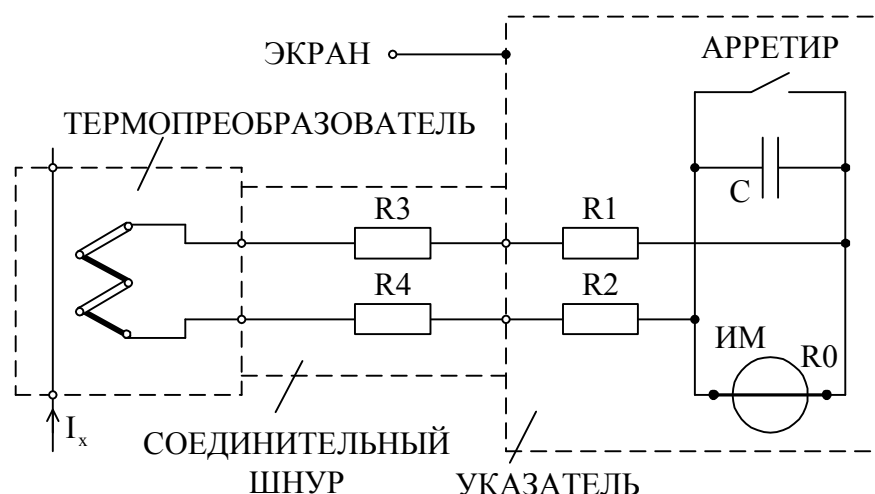 ЭКРАН
АРРЕТИР
ТЕРМОПРЕОБРАЗОВАТЕЛЬ
C
R3
R1
R4
R2
ИМ
R0
Ix
СОЕДИНИТЕЛЬНЫЙ
ШНУР
УКАЗАТЕЛЬ